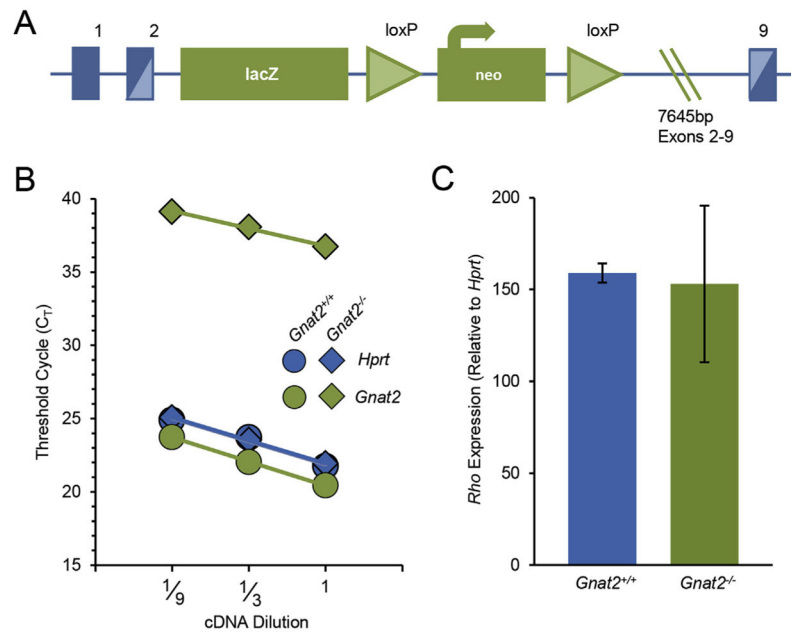 A
1
2
loxP
loxP
9
lacZ
neo
7645bp
Exons 2-9
B
40
35
30
25
20
15
Threshold Cycle (CT)
Gnat2+/+
Gnat2-/-
Hprt
Gnat2
1/9
1/3
1
cDNA Dilution
C
200
150
100
50
0
Rho Expression (Relative to Hprt)
Gnat2+/+
Gnat2-/-